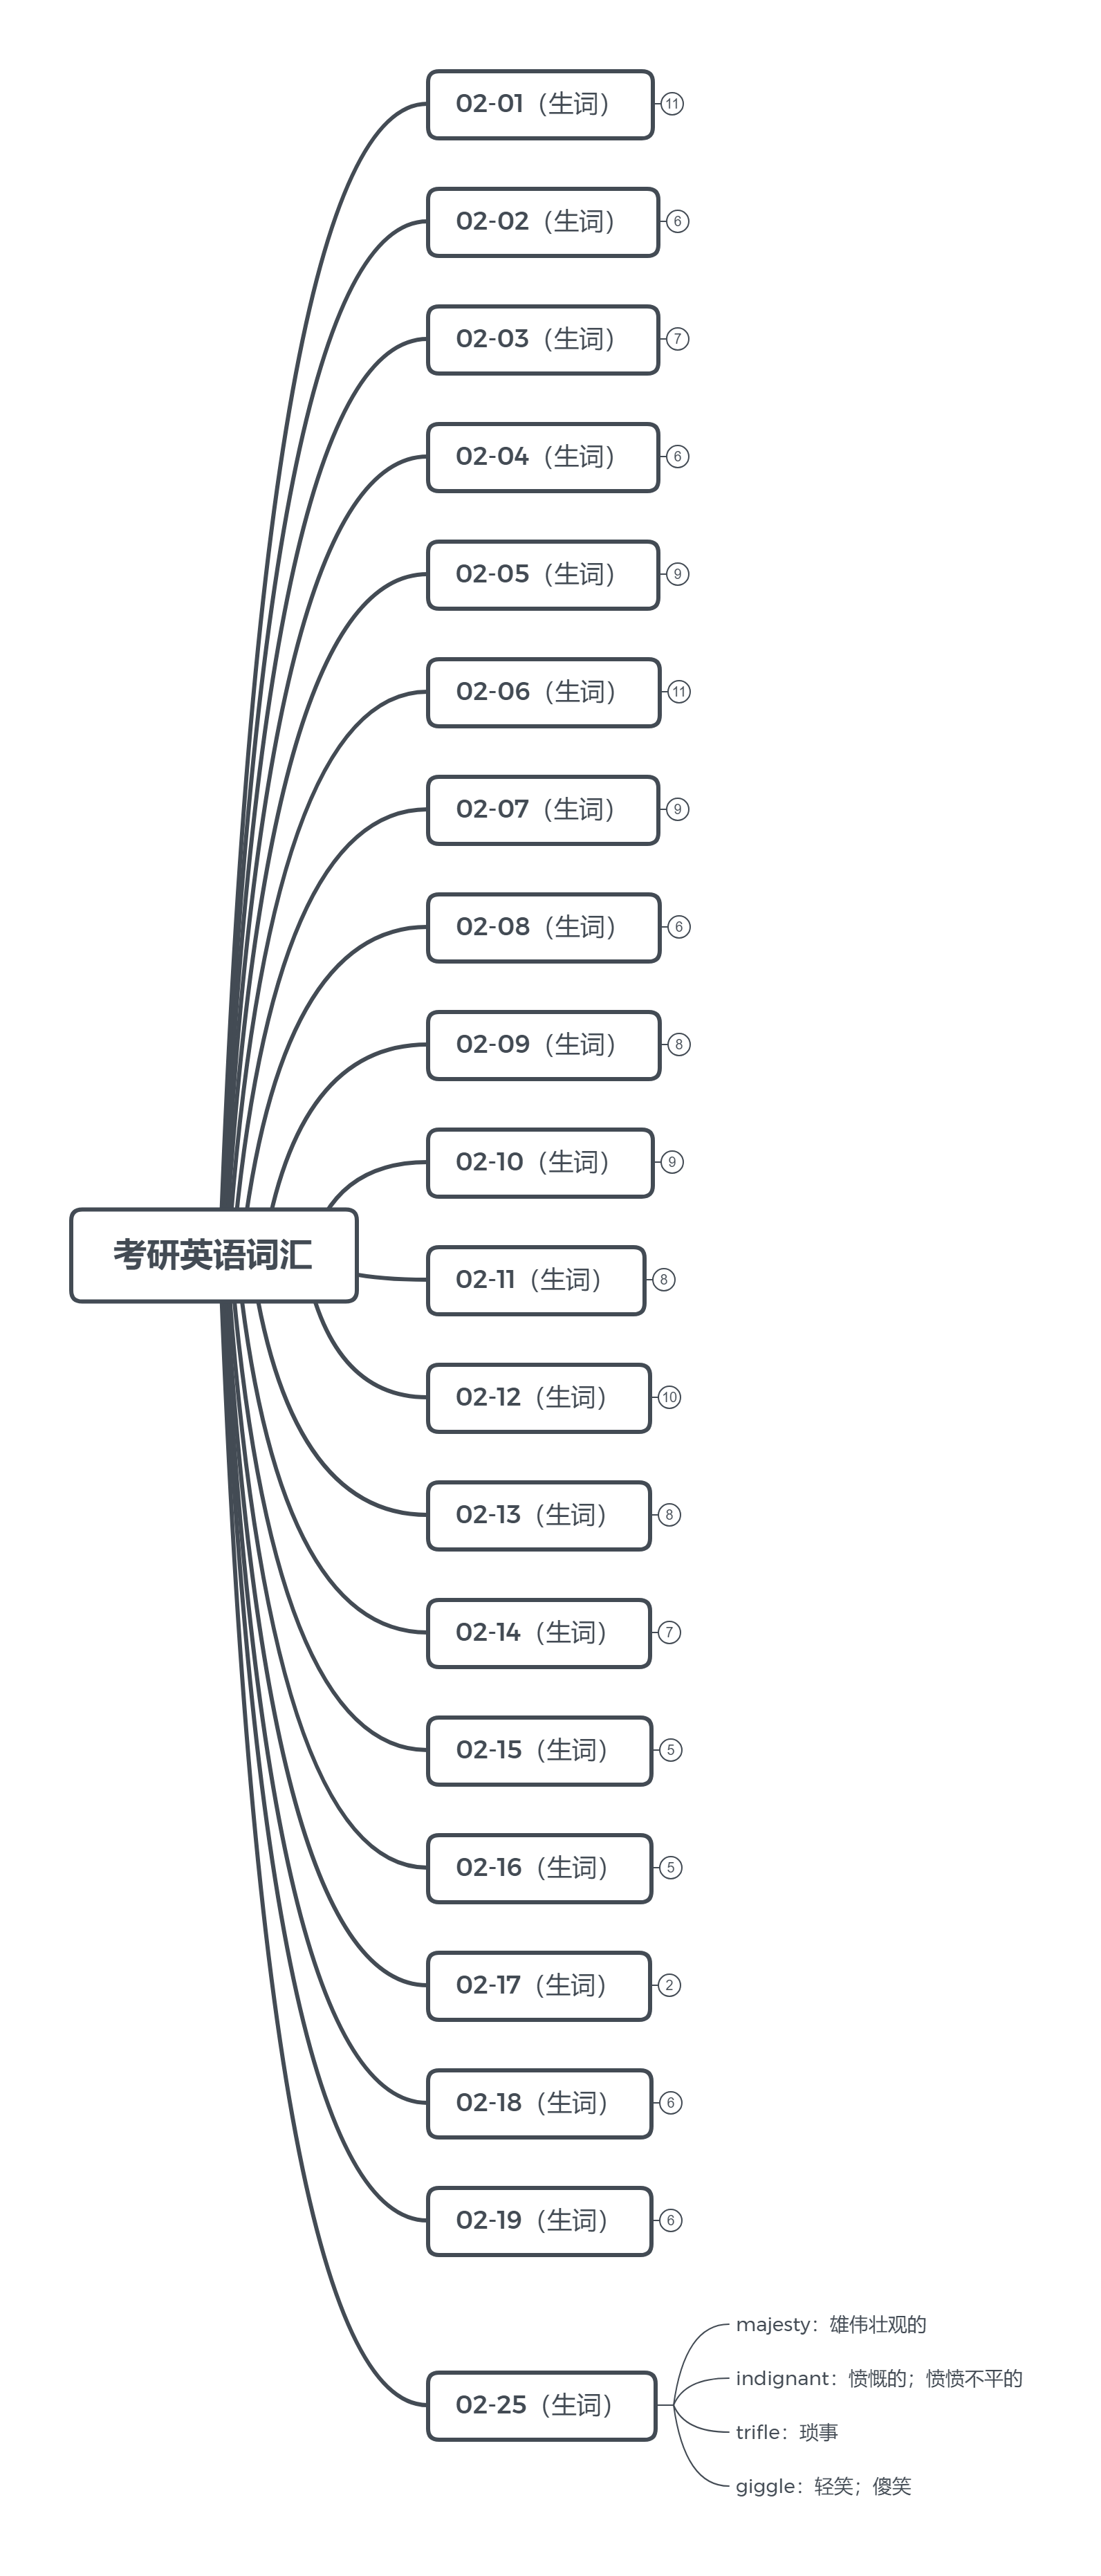 02-01（生词）
11
02-02（生词）
6
02-03（生词）
7
02-04（生词）
6
02-05（生词）
9
02-06（生词）
11
02-07（生词）
9
02-08（生词）
6
02-09（生词）
8
02-10（生词）
9
考研英语词汇
02-11（生词）
8
02-12（生词）
10
02-13（生词）
8
02-14（生词）
7
02-15（生词）
5
02-16（生词）
5
02-17（生词）
2
02-18（生词）
6
02-19（生词）
6
02-25（生词）
majesty：雄伟壮观的
indignant：愤慨的；愤愤不平的
trifle：琐事
giggle：轻笑；傻笑